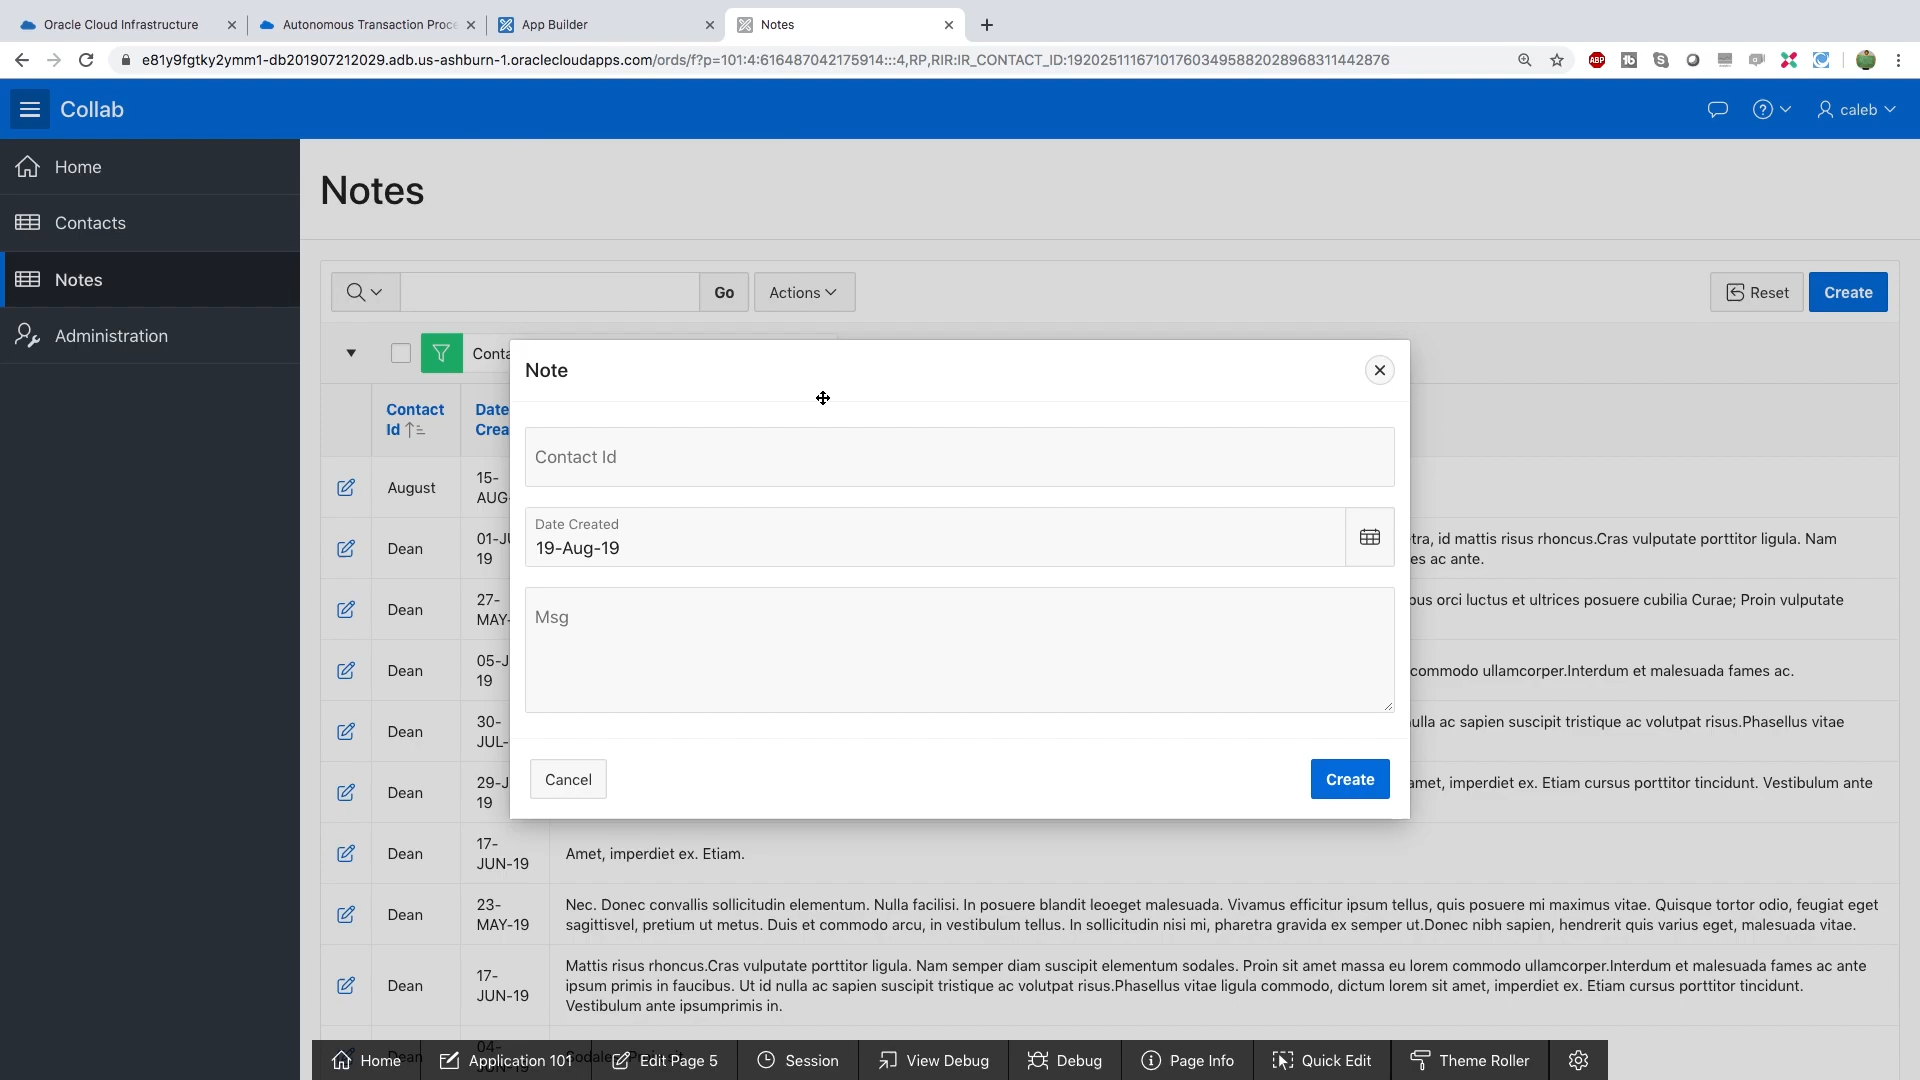 Oracle Cloud Infrastructure
Autonomous Transaction Proce
App Builder
Notes
e81y9fgtky2ymm1-db201907212029.adb.us-ashburn-1.oraclecloudapps.com/ords/f?p=101:4:616487042175914:::4,RP,RIR:IR_CONTACT_ID:192025111671017603495882028968311442876
ABP
Collab
caleb
Home
Contacts
Notes
Administration
Notes
Go
Actions
Reset
Create
Conta
Note
Contact Id
Date Created
19-Aug-19
Msg
Cancel
Create
Contact
Id
Date
Crea
August
15-
AUG-
Dean
01-JU
19
tra, id mattis risus rhoncus.Cras vulputate porttitor ligula. Nam
es ac ante.
Dean
27-
MAY-
bus orci luctus et ultrices posuere cubilia Curae; Proin vulputate
Dean
05-J
19
commodo ullamcorper.Interdum et malesuada fames ac.
Dean
30-
JUL-
ulla ac sapien suscipit tristique ac volutpat risus.Phasellus vitae
Dean
29-J
19
amet, imperdiet ex. Etiam cursus porttitor tincidunt. Vestibulum ante
Dean
17-
JUN-19
Amet, imperdiet ex. Etiam.
Dean
23-
MAY-19
Nec. Donec convallis sollicitudin elementum. Nulla facilisi. In posuere blandit leoeget malesuada. Vivamus efficitur ipsum tellus, quis posuere mi maximus vitae. Quisque tortor odio, feugiat eget
sagittisvel, pretium ut metus. Duis et commodo arcu, in vestibulum tellus. In sollicitudin nisi mi, pharetra gravida ex semper ut.Donec nibh sapien, hendrerit quis varius eget, malesuada vitae.
Dean
17-
JUN-19
Mattis risus rhoncus.Cras vulputate porttitor ligula. Nam semper diam suscipit elementum sodales. Proin sit amet massa eu lorem commodo ullamcorper.Interdum et malesuada fames ac ante
ipsum primis in faucibus. Ut id nulla ac sapien suscipit tristique ac volutpat risus.Phasellus vitae ligula commodo, dictum lorem sit amet, imperdiet ex. Etiam cursus porttitor tincidunt.
Vestibulum ante ipsumprimis in.
Dean
04-
JUN-19
Home
Application 101
Edit Page 5
Session
View Debug
Debug
Page Info
Quick Edit
Theme Roller